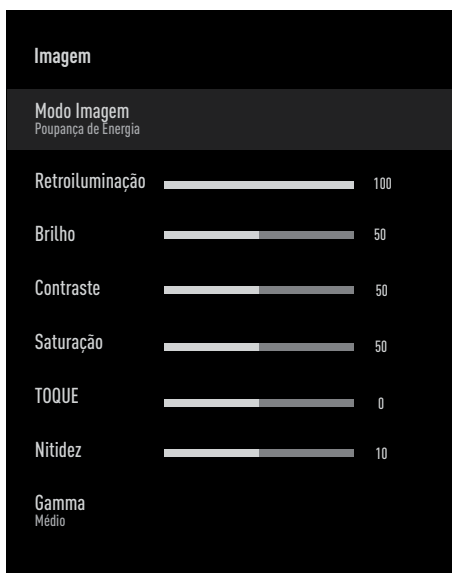 Imagem
Modo Imagem
Poupança de Energia
Retroiluminação 100
Brilho 50
Contraste 50
Saturação 50
TOQUE 0
Nitidez 10
Gamma
Médio